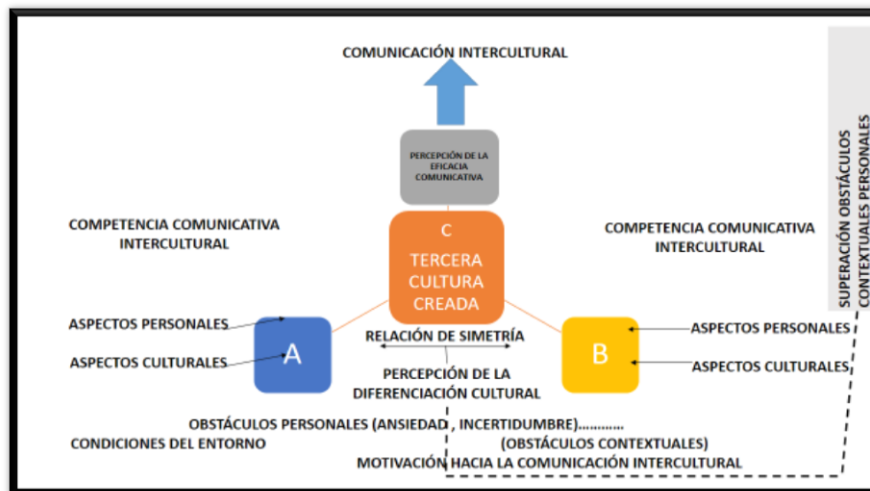 COMUNICACIÓN INTERCULTURAL
PERCEPCIÓN DE LA
EFICACIA
COMUNICATIVA
SUPERACIÓN OBSTÁCULOS
CONTEXTUALES PERSONALES
COMPETENCIA COMUNICATIVA
INTERCULTURAL
C
TERCERA
CULTURA
CREADA
COMPETENCIA COMUNICATIVA
INTERCULTURAL
ASPECTOS PERSONALES
ASPECTOS CULTURALES
A
RELACIÓN DE SIMETRÍA
B
ASPECTOS PERSONALES
ASPECTOS CULTURALES
PERCEPCIÓN DE LA
DIFERENCIACIÓN CULTURAL
OBSTÁCULOS PERSONALES (ANSIEDAD , INCERTIDUMBRE)…………
CONDICIONES DEL ENTORNO
(OBSTÁCULOS CONTEXTUALES)
MOTIVACIÓN HACIA LA COMUNICACIÓN INTERCULTURAL